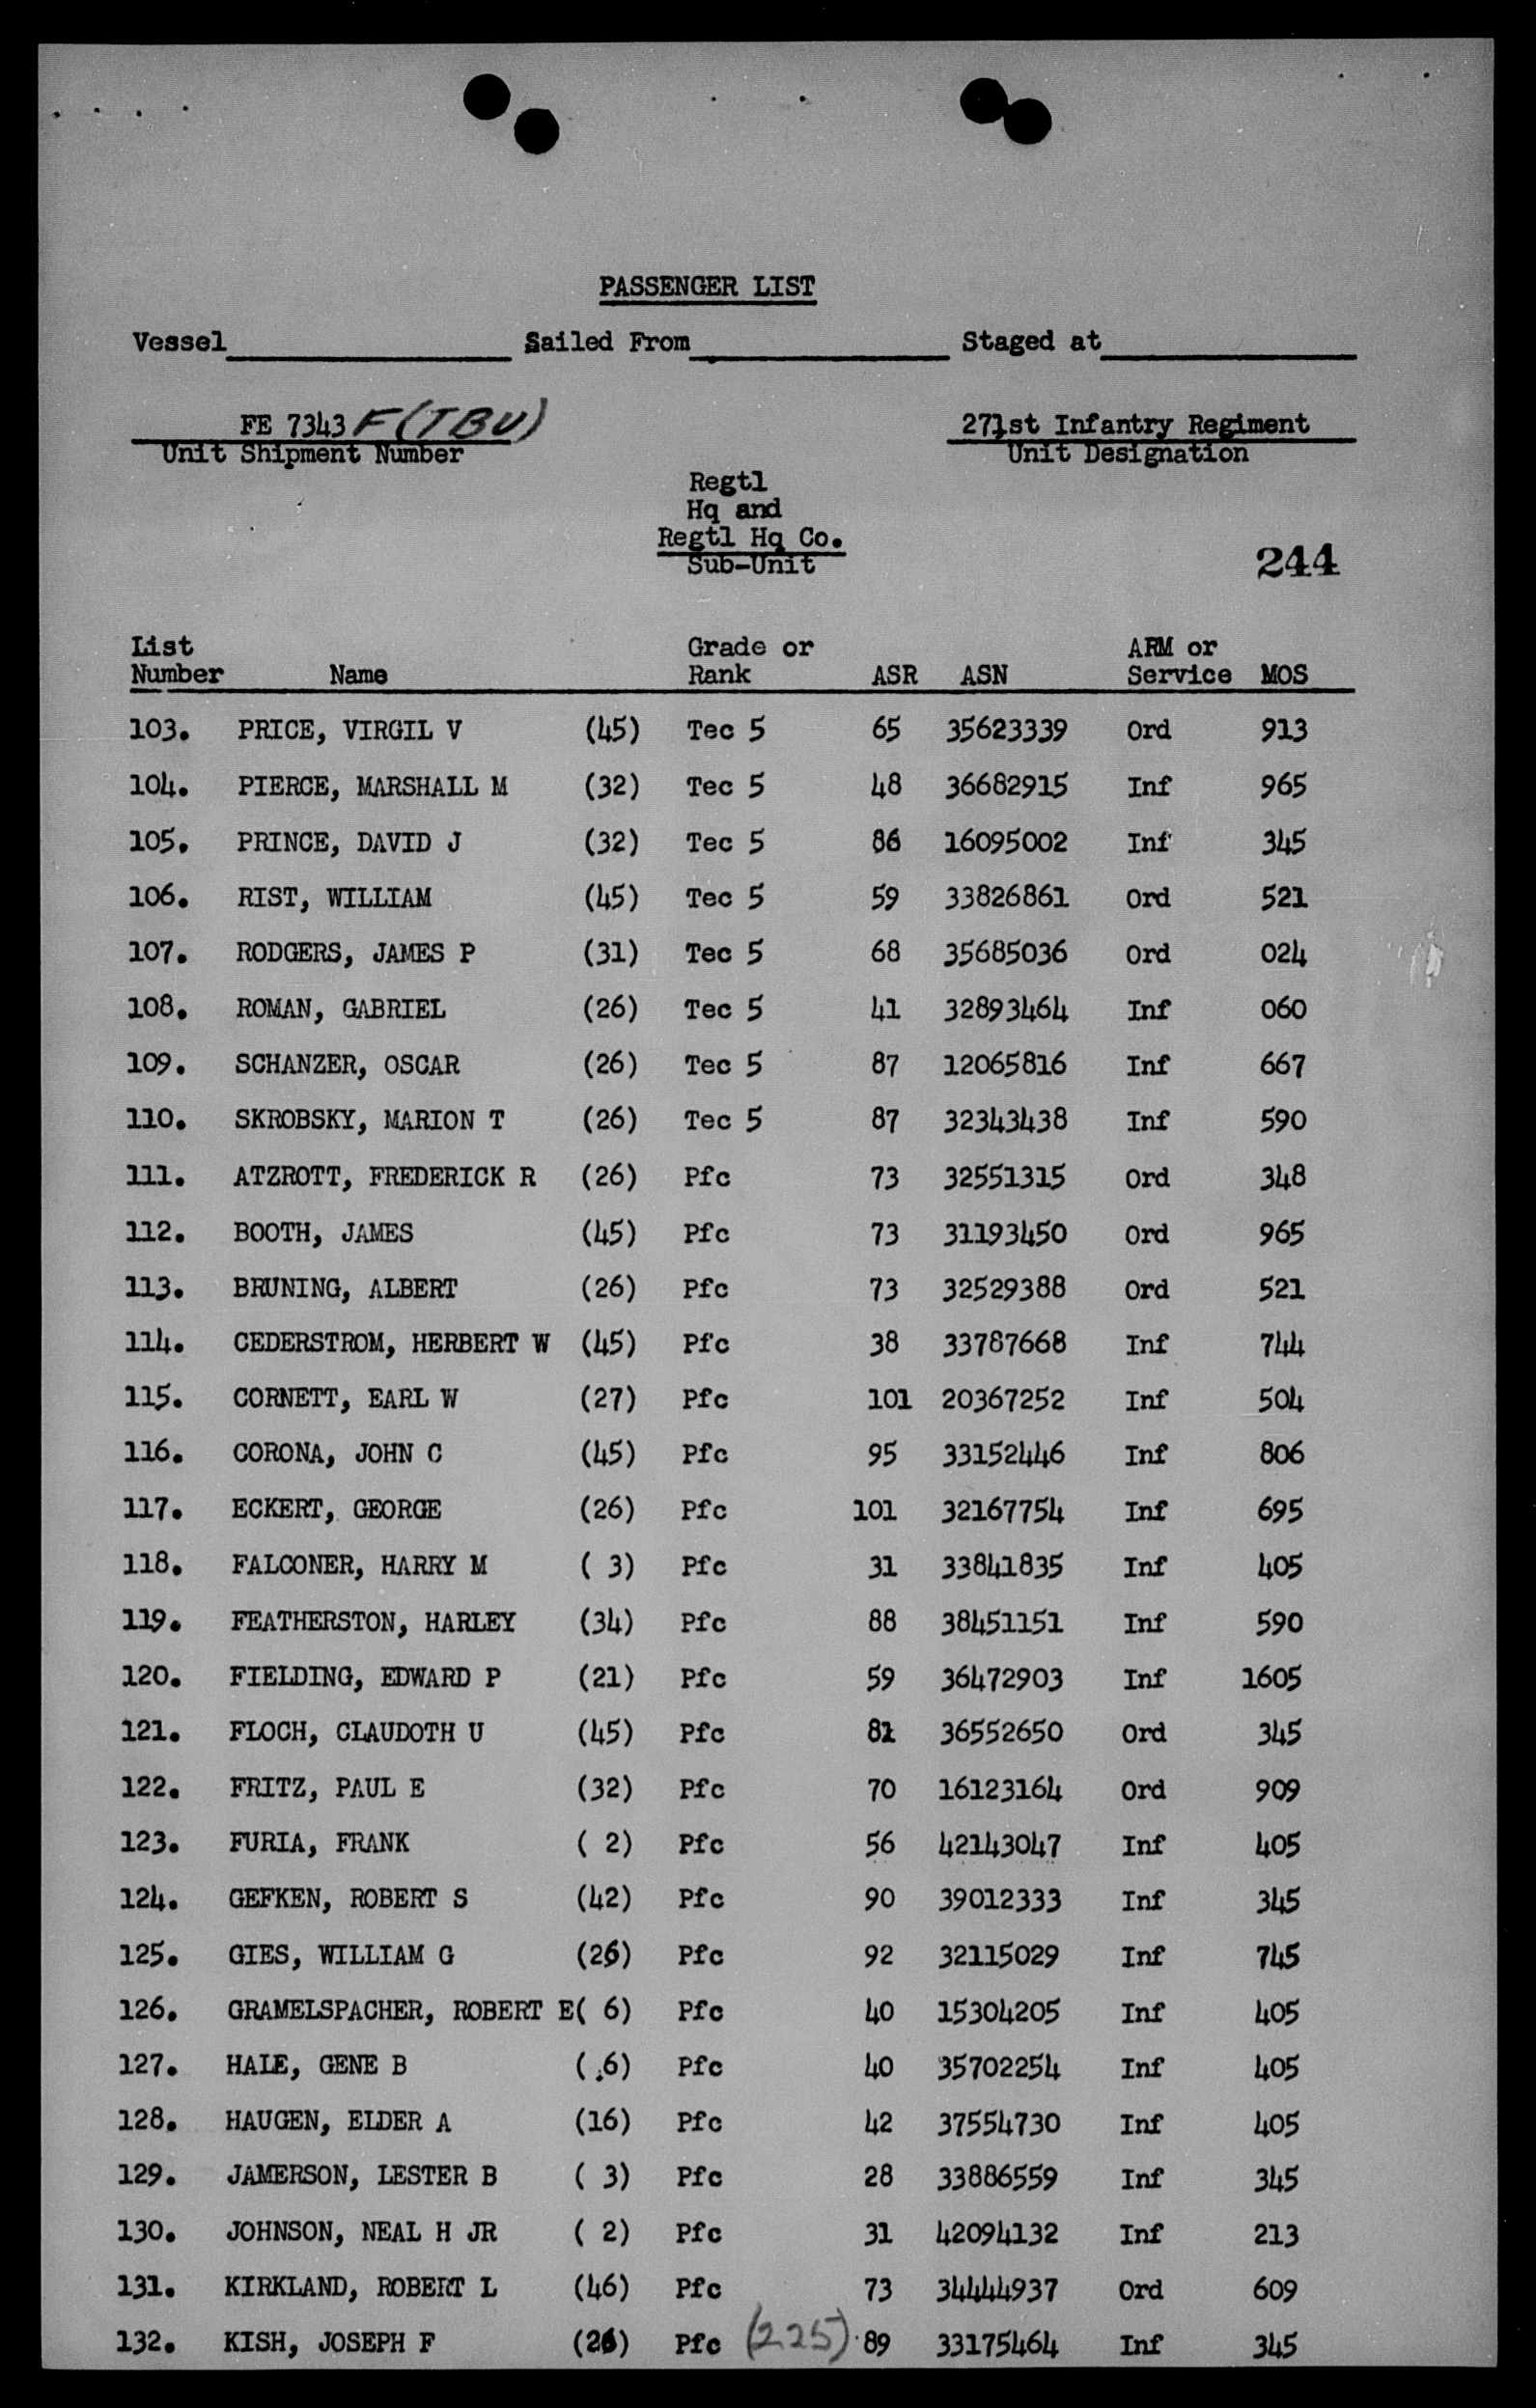 PASSENGER LIST
Vessel Sailed From Staged at
FE 7343 F(TBU) 271st Infantry Regiment
Unit Shipment Number Unit Designation
Regtl
Hq and
Regtl Hq Co.
Sub-Unit
244
List Grade or ARM or
Number Name Rank ASR ASN Service MOS
103. PRICE, VIRGIL V (45) Tec 5 65 35623339 Ord 913
104. PIERCE, MARSHALL M (32) Tec 5 48 36682915 Inf 965
105. PRINCE, DAVID J (32) Tec 5 86 16095002 Inf 345
106. RIST, WILLIAM (45) Tec 5 59 33826861 Ord 521
107. RODGERS, JAMES P (31) Tec 5 68 35685036 Ord 024
108. ROMAN, GABRIEL (26) Tec 5 41 32893464 Inf 060
109. SCHANZER, OSCAR (26) Tec 5 87 12065816 Inf 667
110. SKROBSKY, MARION T (26) Tec 5 87 32343438 Inf 590
111. ATZROTT, FREDERICK R (26) Pfc 73 32551315 Ord 348
112. BOOTH, JAMES (45) Pfc 73 31193450 Ord 965
113. BRUNING, ALBERT (26) Pfc 73 32529388 Ord 521
114. CEDERSTROM, HERBERT W (45) Pfc 38 33787668 Inf 744
115. CORNETT, EARL W (27) Pfc 101 20367252 Inf 504
116. CORONA, JOHN C (45) Pfc 95 33152446 Inf 806
117. ECKERT, GEORGE (26) Pfc 101 32167754 Inf 695
118. FALCONER, HARRY M ( 3) Pfc 31 33841835 Inf 405
119. FEATHERSTON, HARLEY (34) Pfc 88 38451151 Inf 590
120. FIELDING, EDWARD P (21) Pfc 59 36472903 Inf 1605
121. FLOCH, CLAUDOTH U (45) Pfc 81 36552650 Ord 345
122. FRITZ, PAUL E (32) Pfc 70 16123164 Ord 909
123. FURIA, FRANK ( 2) Pfc 56 42143047 Inf 405
124. GEFKEN, ROBERT S (42) Pfc 90 39012333 Inf 345
125. GIES, WILLIAM G (26) Pfc 92 32115029 Inf 745
126. GRAMELSPACHER, ROBERT E( 6) Pfc 40 15304205 Inf 405
127. HALE, GENE B ( 6) Pfc 40 35702254 Inf 405
128. HAUGEN, ELDER A (16) Pfc 42 37554730 Inf 405
129. JAMERSON, LESTER B ( 3) Pfc 28 33886559 Inf 345
130. JOHNSON, NEAL H JR ( 2) Pfc 31 42094132 Inf 213
131. KIRKLAND, ROBERT L (46) Pfc 73 34444937 Ord 609
132. KISH, JOSEPH F (26) Pfc (225) 89 33175464 Inf 345